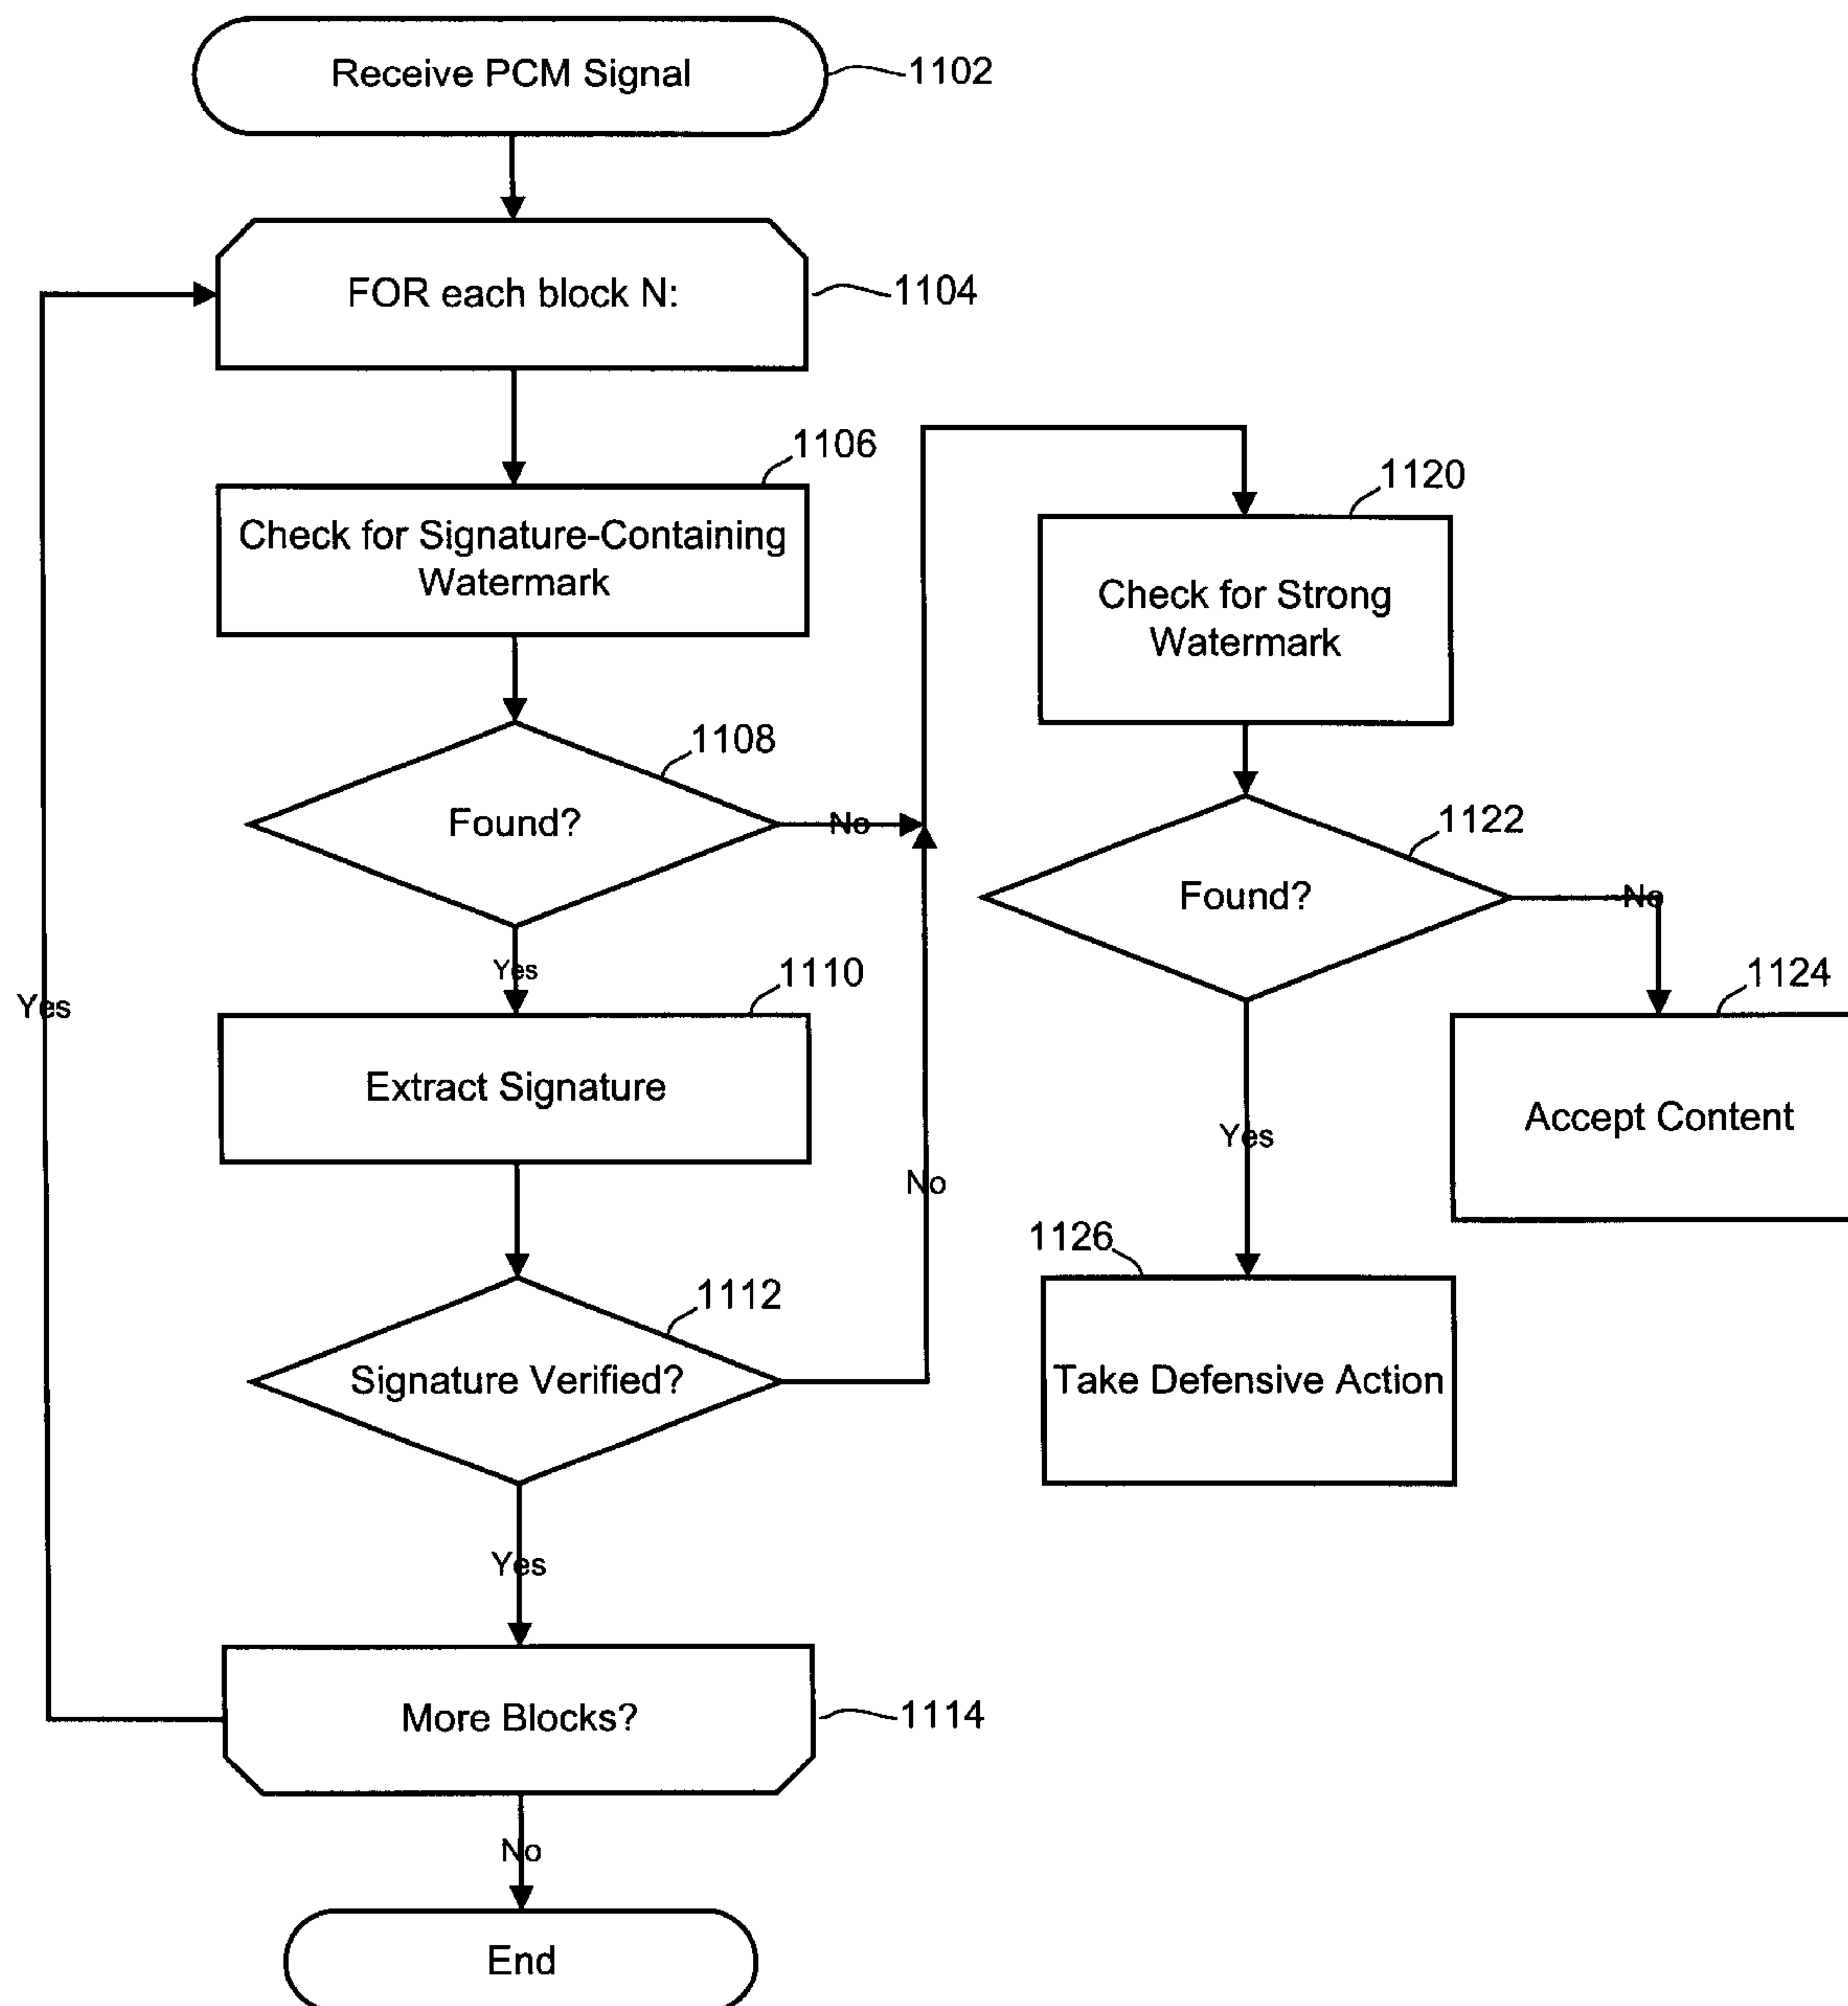 Receive PCM Signal
1102
FOR each block N:
1104
1106
Check for Signature-Containing
Watermark
1108
Found?
No
Yes
1110
Extract Signature
1112
Signature Verified?
No
Yes
Yes
More Blocks?
1114
No
End
1120
Check for Strong
Watermark
1122
Found?
No
1124
Accept Content
Yes
1126
Take Defensive Action